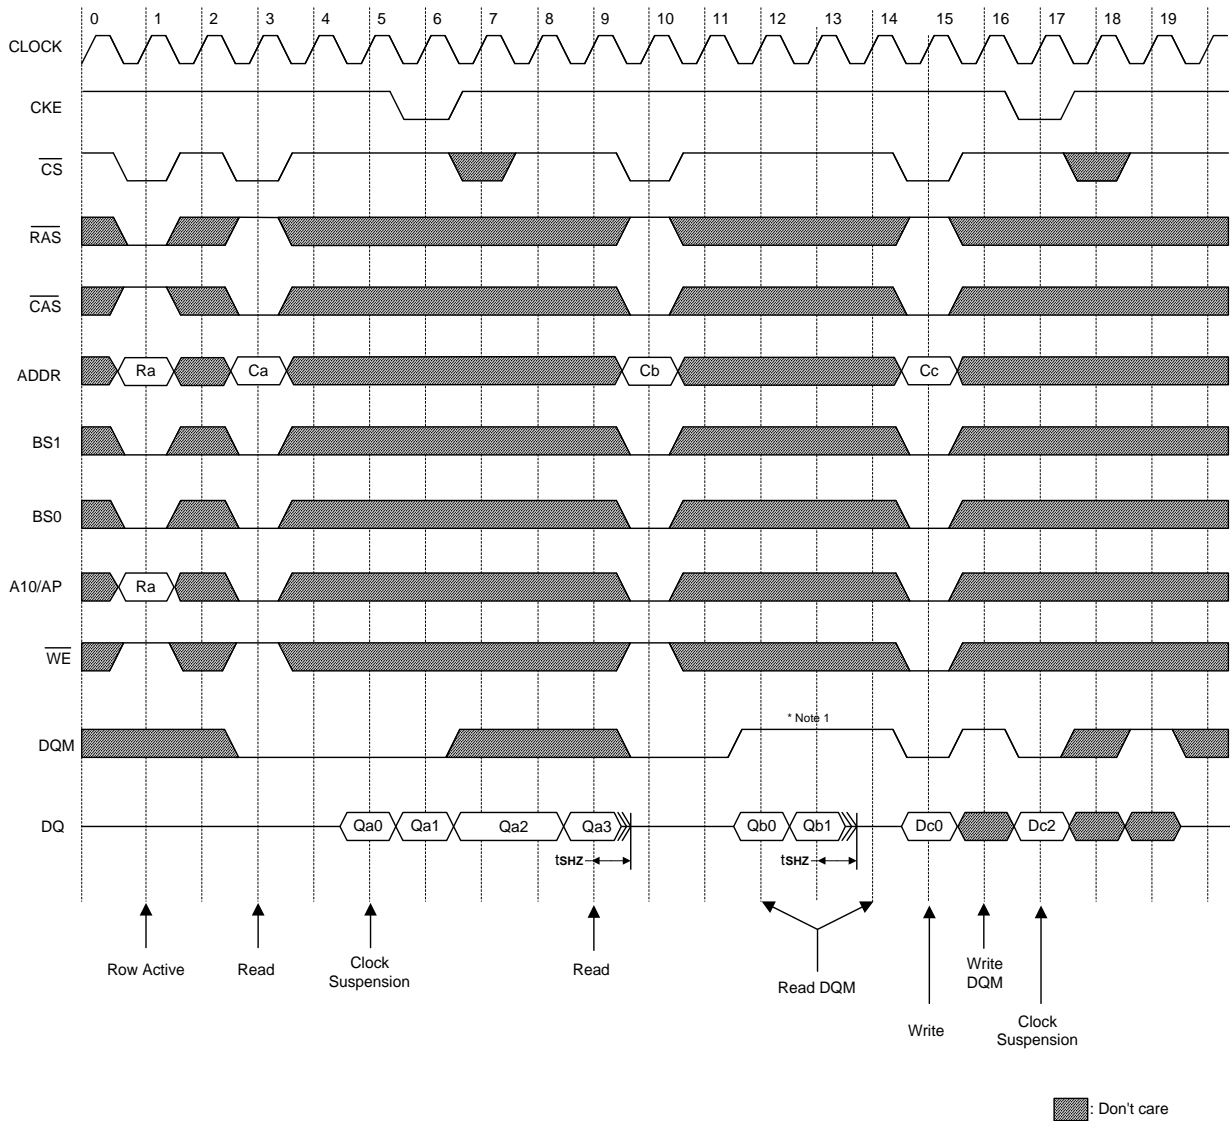 0 1 2 3 4 5 6 7 8 9 10 11 12 13 14 15 16 17 18 19
CLOCK
CKE
CS
RAS
CAS
ADDR Ra Ca Cb Cc
BS1
BS0
A10/AP Ra
WE
* Note 1
DQM
DQ Qa0 Qa1 Qa2 Qa3 Qb0 Qb1 Dc0 Dc2
tSHZ tSHZ
Row Active
Read
Clock
Suspension
Read
Read DQM
Write
Write
DQM
Clock
Suspension
: Don't care